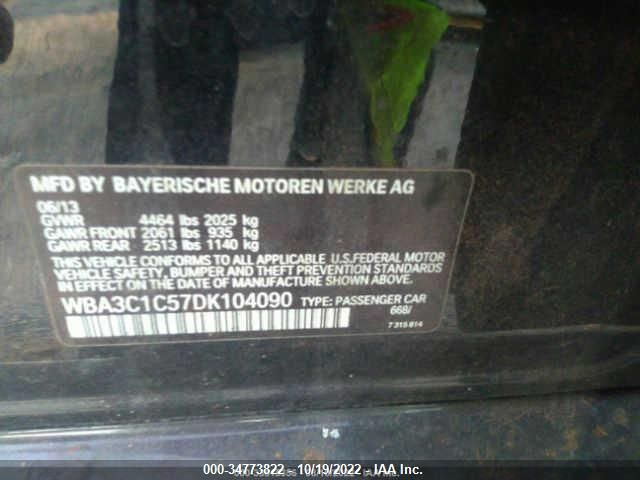 MFD BY BAYERISCHE MOTOREN WERKE AG
06/13
GVWR 4464 lbs 2025 kg
GAWR FRONT 2061 lbs 935 kg
GAWR REAR 2513 lbs 1140 kg
THIS VEHICLE CONFORMS TO ALL APPLICABLE U.S.FEDERAL MOTOR
VEHICLE SAFETY, BUMPER AND THEFT PREVENTION STANDARDS
IN EFFECT ON THE DATE OF MANUFACTURE SHOWN ABOVE.
WBA3C1C57DK104090 TYPE: PASSENGER CAR
668/
7 315 814
000-34773822 - 10/19/2022 - IAA Inc.